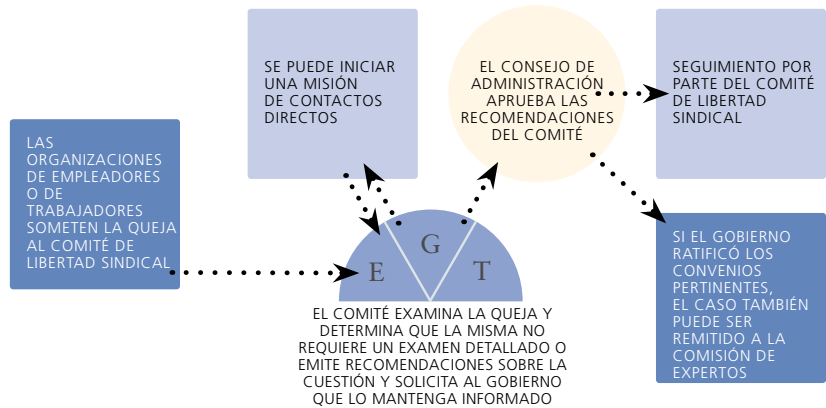 LAS
ORGANIZACIONES
DE EMPLEADORES
O DE
TRABAJADORES
SOMETEN LA QUEJA
AL COMITÉ DE
LIBERTAD SINDICAL
SE PUEDE INICIAR
UNA MISIÓN
DE CONTACTOS
DIRECTOS
E
G
T
EL COMITÉ EXAMINA LA QUEJA Y
DETERMINA QUE LA MISMA NO
REQUIERE UN EXAMEN DETALLADO O
EMITE RECOMENDACIONES SOBRE LA
CUESTIÓN Y SOLICITA AL GOBIERNO
QUE LO MANTENGA INFORMADO
EL CONSEJO DE
ADMINISTRACIÓN
APRUEBA LAS
RECOMENDACIONES
DEL COMITÉ
SEGUIMIENTO POR
PARTE DEL COMITÉ
DE LIBERTAD
SINDICAL
SI EL GOBIERNO
RATIFICÓ LOS
CONVENIOS
PERTINENTES,
EL CASO TAMBIÉN
PUEDE SER
REMITIDO A LA
COMISIÓN DE
EXPERTOS